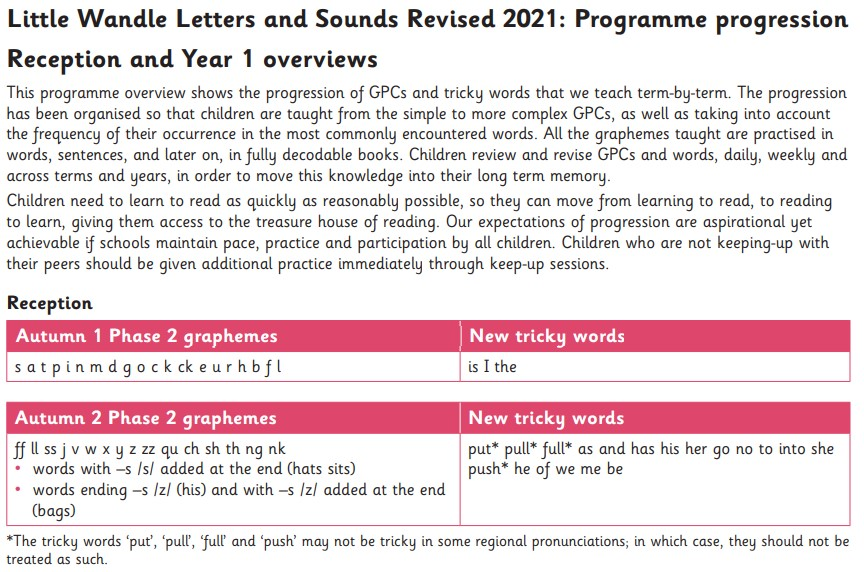 Little Wandle Letters and Sounds Revised 2021: Programme progression
Reception and Year 1 overviews
This programme overview shows the progression of GPCs and tricky words that we teach term-by-term. The progression
has been organised so that children are taught from the simple to more complex GPCs, as well as taking into account
the frequency of their occurrence in the most commonly encountered words. All the graphemes taught are practised in
words, sentences, and later on, in fully decodable books. Children review and revise GPCs and words, daily, weekly and
across terms and years, in order to move this knowledge into their long term memory.
Children need to learn to read as quickly as reasonably possible, so they can move from learning to read, to reading
to learn, giving them access to the treasure house of reading. Our expectations of progression are aspirational yet
achievable if schools maintain pace, practice and participation by all children. Children who are not keeping-up with
their peers should be given additional practice immediately through keep-up sessions.
Reception
Autumn 1 Phase 2 graphemes
New tricky words
s a t p i n m d g o c k ck e u r h b f l
is I the
Autumn 2 Phase 2 graphemes
New tricky words
ff ll ss j v w x y z zz qu ch sh th ng nk
• words with –s /s/ added at the end (hats sits)
• words ending –s /z/ (his) and with –s /z/ added at the end
(bags)
put* pull* full* as and has his her go no to into she
push* he of we me be
*The tricky words ‘put’, ‘pull’, ‘full’ and ‘push’ may not be tricky in some regional pronunciations; in which case, they should not be
treated as such.